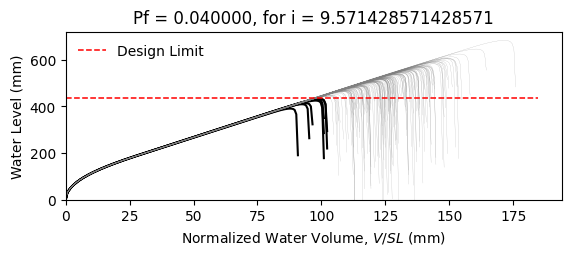 Pf = 0.040000, for i = 9.571428571428571
Design Limit
Water Level (mm)
600
400
200
0
0 25 50 75 100 125 150 175
Normalized Water Volume, V/SL (mm)